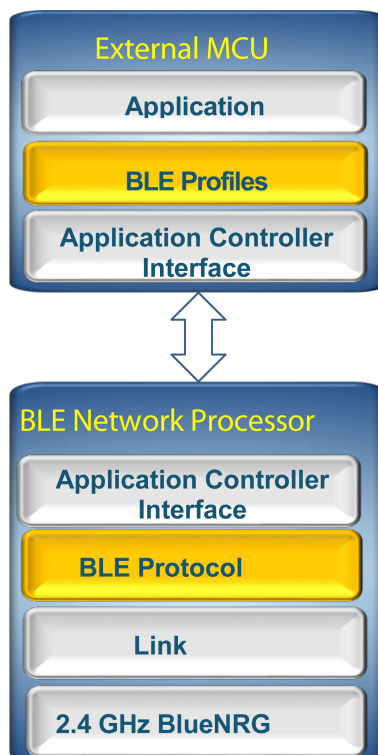 External MCU
Application
BLE Profiles
Application Controller
Interface
BLE Network Processor
Application Controller
Interface
BLE Protocol
Link
2.4 GHz BlueNRG